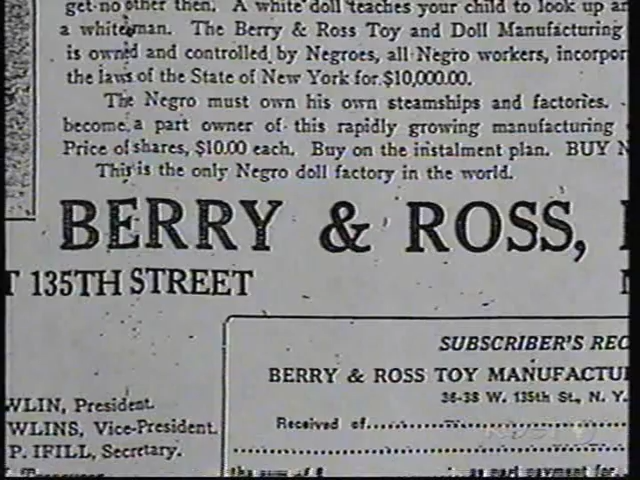 get no other then. A white doll teaches your child to look up
a whiteman. The Berry & Ross Toy and Doll Manufacturing
is owned and controlled by Negroes, all Negro workers, incorpor
the laws of the State of New York for $10,000.00.
The Negro must own his own steamships and factories.
become a part owner of this rapidly growing manufacturing
Price of shares, $10.00 each. Buy on the instalment plan. BUY N
This is the only Negro doll factory in the world.
BERRY & ROSS,
T 135TH STREET
SUBSCRIBER'S REC
BERRY & ROSS TOY MANUFACTU
36-38 W. 135th St., N. Y.
WLIN, President.
Received of
WLINS, Vice-President.
P. IFILL, Secretary.
the sum of $ as part payment for